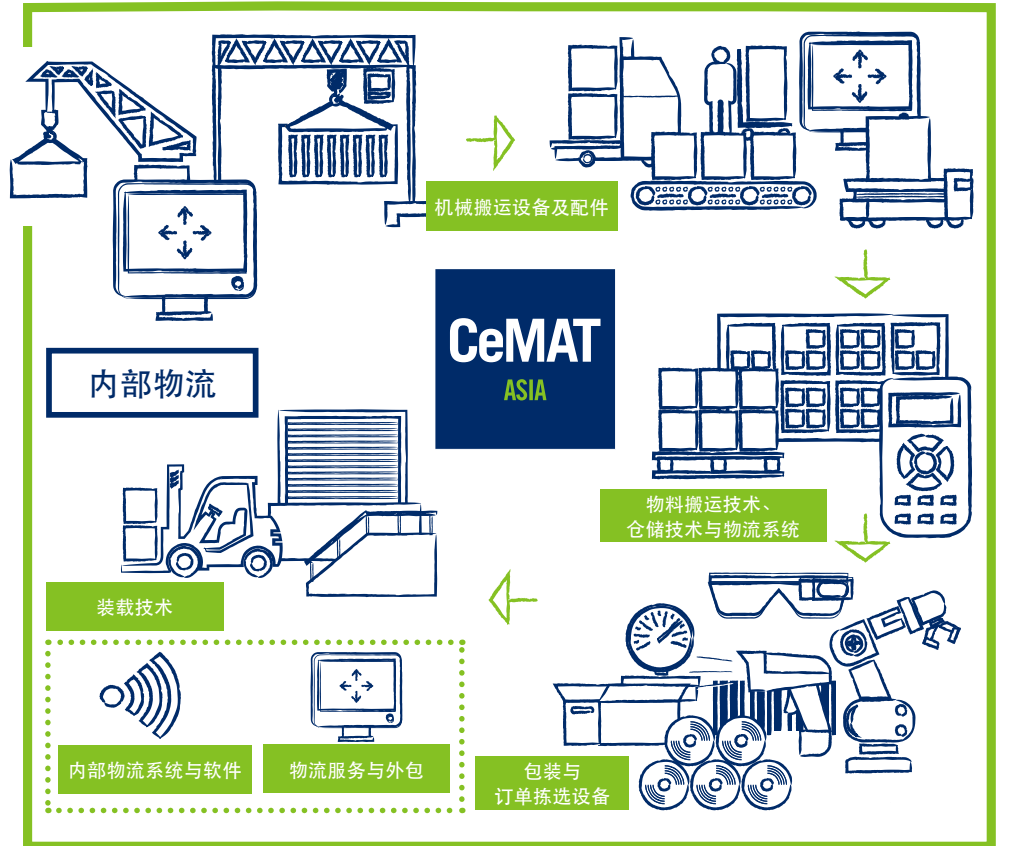 机械搬运设备及配件
CeMAT
ASIA
内部物流
物料搬运技术、
仓储技术与物流系统
装载技术
内部物流系统与软件
物流服务与外包
包装与
订单拣选设备